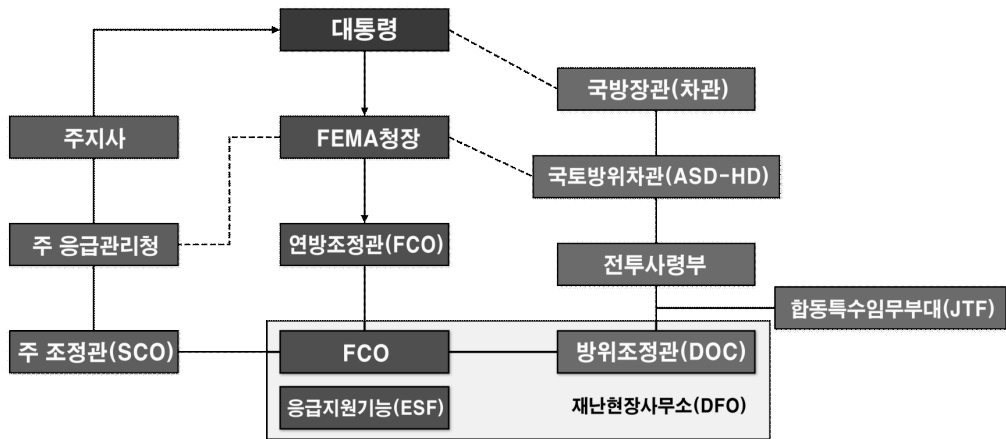 대통령
국방장관(차관)
주지사
FEMA청장
국토방위차관(ASD-HD)
주 응급관리청
연방조정관(FCO)
전투사령부
합동특수임무부대(JTF)
주 조정관(SCO)
FCO
방위조정관(DOC)
응급지원기능(ESF)
재난현장사무소(DFO)